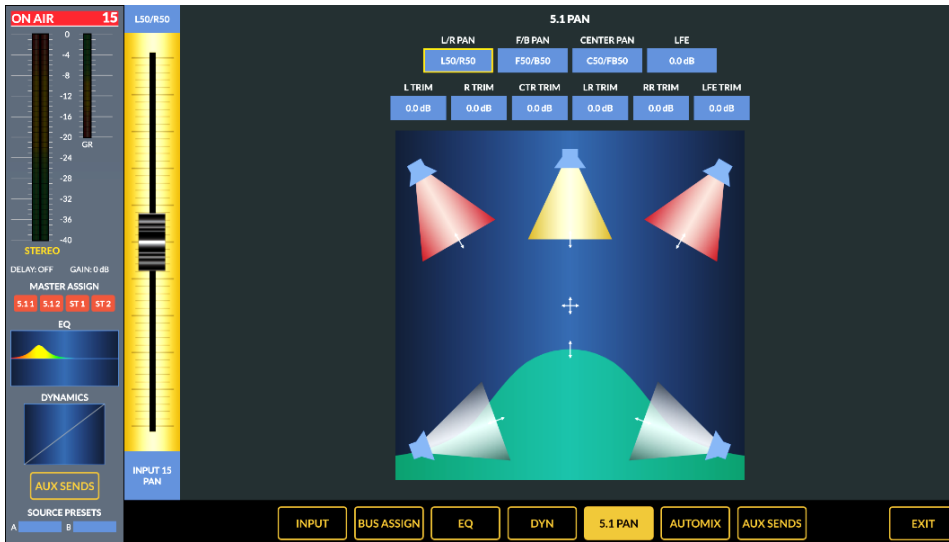 ON AIR 15
0
-4
-8
-12
-16
-20
GR
-24
-28
-32
-36
-40
STEREO
DELAY: OFF GAIN: 0 dB
MASTER ASSIGN
5.1 1 5.1 2 ST 1 ST 2
EQ
DYNAMICS
AUX SENDS
SOURCE PRESETS
A B
L50/R50
INPUT 15
PAN
5.1 PAN
L/R PAN F/B PAN CENTER PAN LFE
L50/R50 F50/B50 C50/FB50 0.0 dB
L TRIM R TRIM CTR TRIM LR TRIM RR TRIM LFE TRIM
0.0 dB 0.0 dB 0.0 dB 0.0 dB 0.0 dB 0.0 dB
INPUT BUS ASSIGN EQ DYN 5.1 PAN AUTOMIX AUX SENDS EXIT